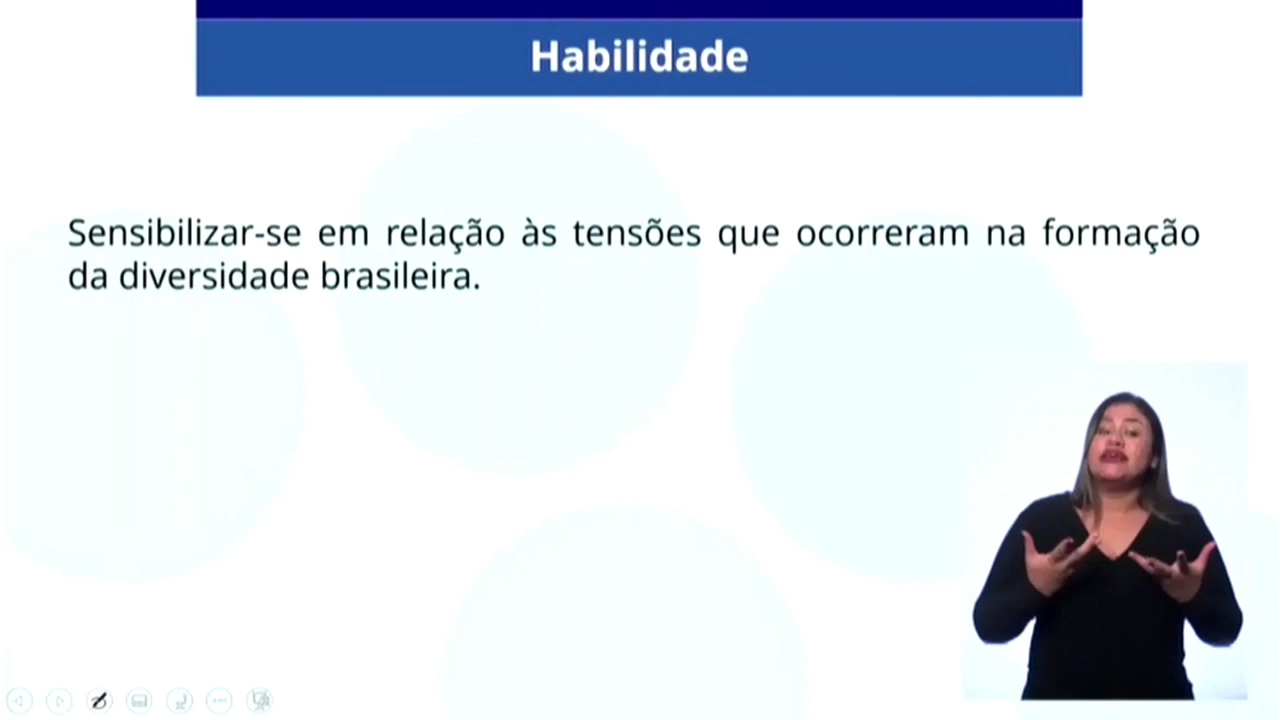 Habilidade
Sensibilizar-se em relação às tensões que ocorreram na formação
da diversidade brasileira.